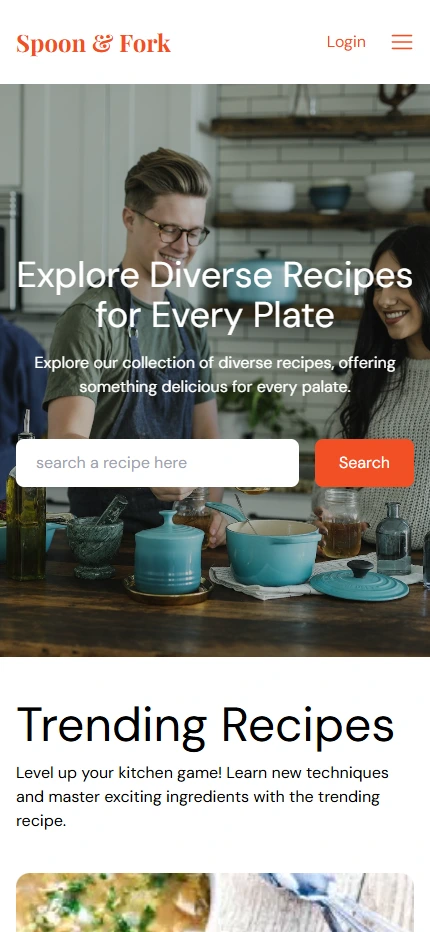 Spoon & Fork
Login
Explore Diverse Recipes
for Every Plate
Explore our collection of diverse recipes, offering
something delicious for every palate.
search a recipe here
Search
Trending Recipes
Level up your kitchen game! Learn new techniques
and master exciting ingredients with the trending
recipe.